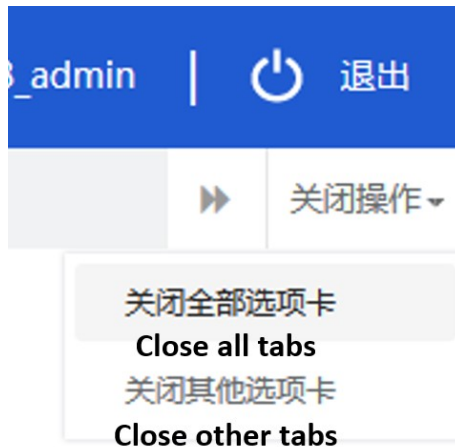 _admin | 退出
关闭操作
关闭全部选项卡
Close all tabs
关闭其他选项卡
Close other tabs